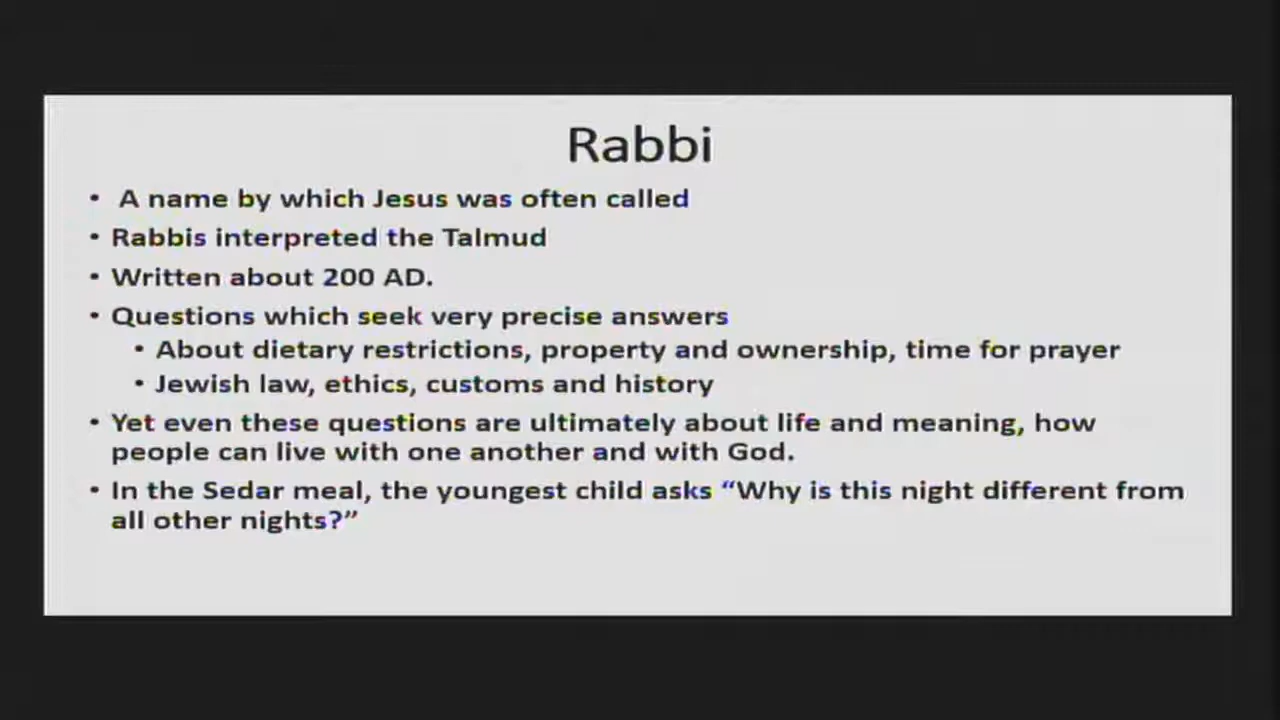 Rabbi
• A name by which Jesus was often called
• Rabbis interpreted the Talmud
• Written about 200 AD.
• Questions which seek very precise answers
• About dietary restrictions, property and ownership, time for prayer
• Jewish law, ethics, customs and history
• Yet even these questions are ultimately about life and meaning, how
people can live with one another and with God.
• In the Sedar meal, the youngest child asks “Why is this night different from
all other nights?”